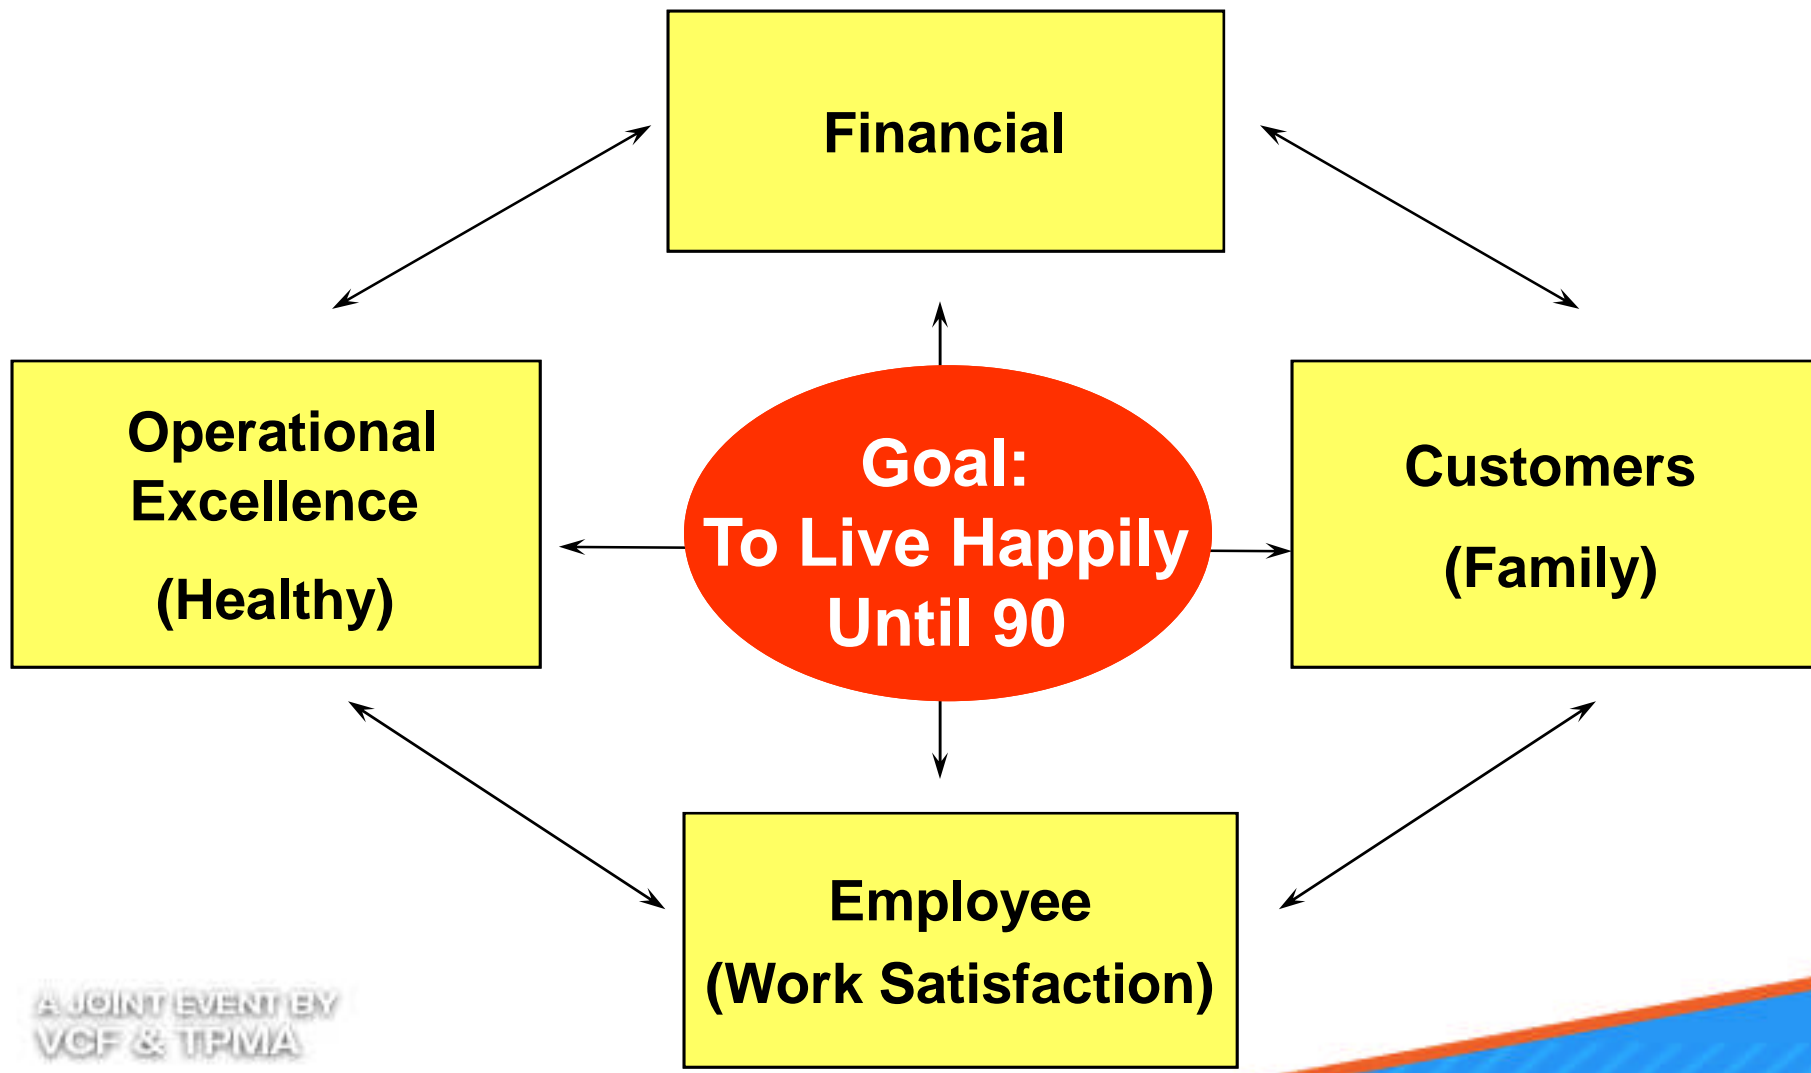 Financial
Operational
Excellence
(Healthy)
Goal:
To Live Happily
Until 90
Customers
(Family)
Employee
(Work Satisfaction)
A JOINT EVENT BY
VCF & TPMA